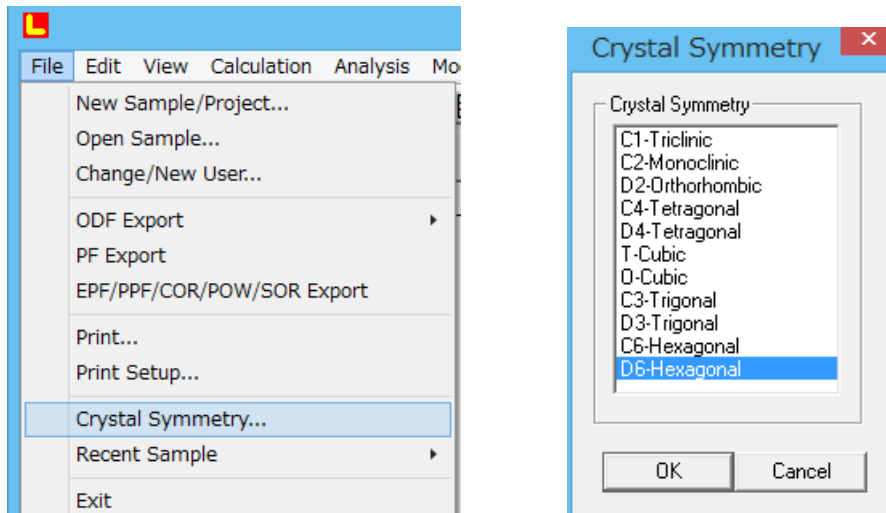 L
File Edit View Calculation Analysis Mo
New Sample/Project...
Open Sample...
Change/New User...
ODF Export
PF Export
EPF/PPF/COR/POW/SOR Export
Print...
Print Setup...
Crystal Symmetry...
Recent Sample
Exit
Crystal Symmetry
Crystal Symmetry
C1-Triclinic
C2-Monoclinic
D2-Orthorhombic
C4-Tetragonal
D4-Tetragonal
T-Cubic
O-Cubic
C3-Trigonal
D3-Trigonal
C6-Hexagonal
D6-Hexagonal
OK Cancel